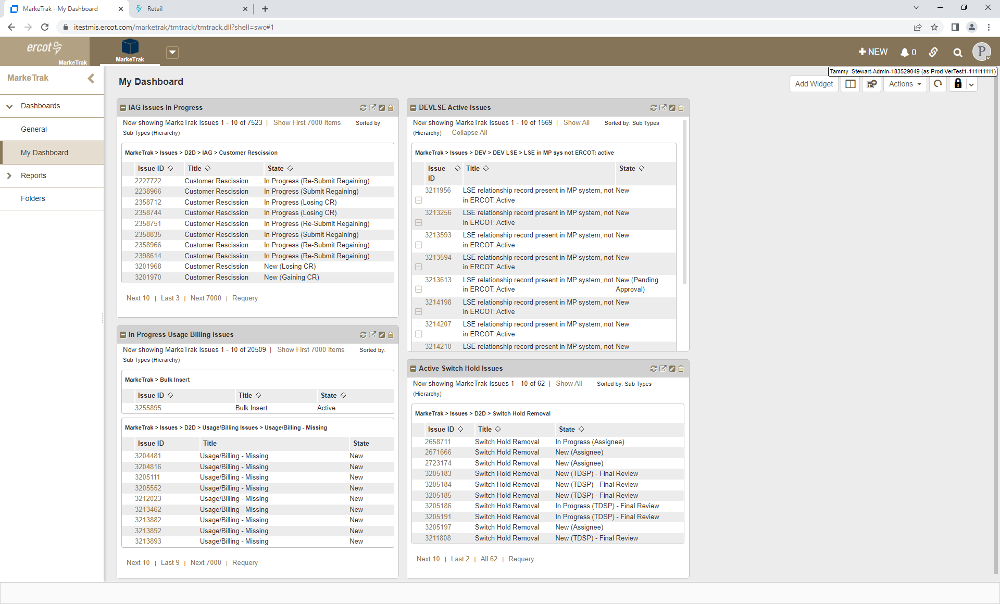 MarkeTrak - My Dashboard
Retail
itestmis.ercot.com/marketrak/tmtrack/tmtrack.dll?shell=swc#1
ercot
MarkeTrak
MarkeTrak
NEW
0
P
Tammy Stewart-Admin-183529049 (as Prod VerTest1-111111111)
MarkeTrak
Dashboards
General
My Dashboard
Reports
Folders
My Dashboard
Add Widget
Actions
IAG Issues in Progress
Now showing MarkeTrak Issues 1 - 10 of 7523 | Show First 7000 Items Sorted by:
Sub Types (Hierarchy)
MarkeTrak > Issues > D2D > IAG > Customer Rescission
Issue ID Title State
2227722 Customer Rescission In Progress (Re-Submit Regaining)
2238966 Customer Rescission In Progress (Submit Regaining)
2358712 Customer Rescission In Progress (Losing CR)
2358744 Customer Rescission In Progress (Losing CR)
2358751 Customer Rescission In Progress (Re-Submit Regaining)
2358835 Customer Rescission In Progress (Submit Regaining)
2358966 Customer Rescission In Progress (Re-Submit Regaining)
2398614 Customer Rescission In Progress (Re-Submit Regaining)
3201968 Customer Rescission New (Losing CR)
3201970 Customer Rescission New (Gaining CR)
Next 10 | Last 3 | Next 7000 | Requery
In Progress Usage Billing Issues
Now showing MarkeTrak Issues 1 - 10 of 20509 | Show First 7000 Items Sorted by:
Sub Types (Hierarchy)
MarkeTrak > Bulk Insert
Issue ID Title State
3255895 Bulk Insert Active
MarkeTrak > Issues > D2D > Usage/Billing Issues > Usage/Billing - Missing
Issue ID Title State
3204481 Usage/Billing - Missing New
3204816 Usage/Billing - Missing New
3205111 Usage/Billing - Missing New
3205552 Usage/Billing - Missing New
3212023 Usage/Billing - Missing New
3213462 Usage/Billing - Missing New
3213882 Usage/Billing - Missing New
3213892 Usage/Billing - Missing New
3213893 Usage/Billing - Missing New
Next 10 | Last 9 | Next 7000 | Requery
DEVLSE Active Issues
Now showing MarkeTrak Issues 1 - 10 of 1569 | Show All Sorted by: Sub Types
(Hierarchy) Collapse All
MarkeTrak > Issues > DEV > DEV LSE > LSE in MP sys not ERCOT: active
Issue Title State
ID
3211956 LSE relationship record present in MP system, not New
in ERCOT: Active
3213256 LSE relationship record present in MP system, not New
in ERCOT: Active
3213593 LSE relationship record present in MP system, not New
in ERCOT: Active
3213594 LSE relationship record present in MP system, not New
in ERCOT: Active
3213613 LSE relationship record present in MP system, not New (Pending
in ERCOT: Active Approval)
3214198 LSE relationship record present in MP system, not New
in ERCOT: Active
3214207 LSE relationship record present in MP system, not New
in ERCOT: Active
3214210 LSE relationship record present in MP system, not New
Active Switch Hold Issues
Now showing MarkeTrak Issues 1 - 10 of 62 | Show All Sorted by: Sub Types
(Hierarchy)
MarkeTrak > Issues > D2D > Switch Hold Removal
Issue ID Title State
2658711 Switch Hold Removal In Progress (Assignee)
2671666 Switch Hold Removal New (Assignee)
2723174 Switch Hold Removal New (Assignee)
3205183 Switch Hold Removal New (TDSP) - Final Review
3205184 Switch Hold Removal New (TDSP) - Final Review
3205185 Switch Hold Removal New (TDSP) - Final Review
3205186 Switch Hold Removal In Progress (TDSP) - Final Review
3205191 Switch Hold Removal In Progress (TDSP) - Final Review
3205197 Switch Hold Removal New (Assignee)
3211808 Switch Hold Removal New (TDSP) - Final Review
Next 10 | Last 2 | All 62 | Requery